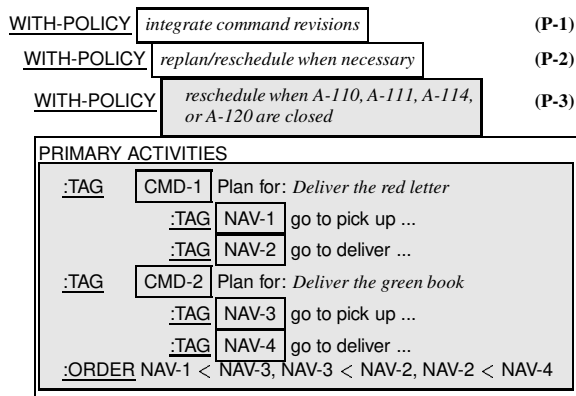 WITH-POLICY integrate command revisions (P-1)
WITH-POLICY replan/reschedule when necessary (P-2)
WITH-POLICY reschedule when A-110, A-111, A-114, (P-3)
or A-120 are closed
PRIMARY ACTIVITIES
:TAG CMD-1 Plan for: Deliver the red letter
:TAG NAV-1 go to pick up ...
:TAG NAV-2 go to deliver ...
:TAG CMD-2 Plan for: Deliver the green book
:TAG NAV-3 go to pick up ...
:TAG NAV-4 go to deliver ...
:ORDER NAV-1 < NAV-3, NAV-3 < NAV-2, NAV-2 < NAV-4